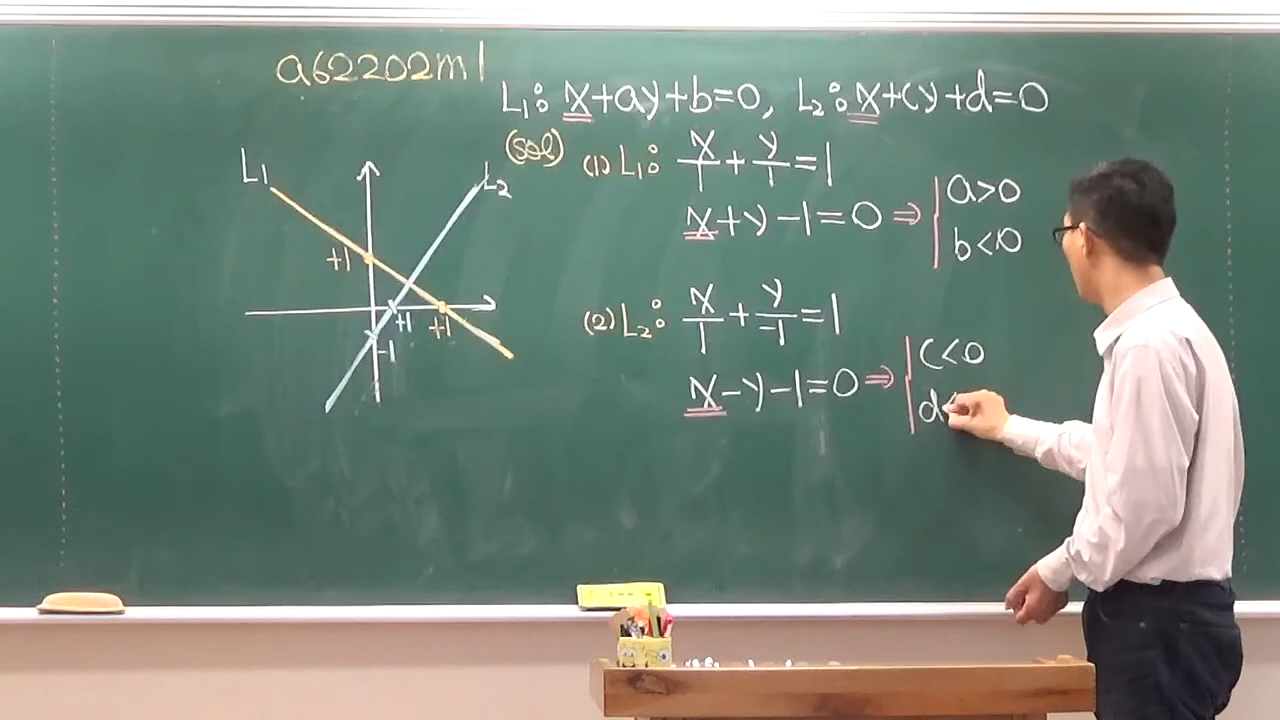 a62202m1
L₁: x+ay+b=0, L₂: x+cy+d=0
(sol) (1) L₁: x/1 + y/1 = 1
x+y-1=0 ⇒ a>0
b<0
(2) L₂: x/1 + y/-1 = 1
x-y-1=0 ⇒ c<0
d<
L₁
L₂
+1
+1
+1
-1